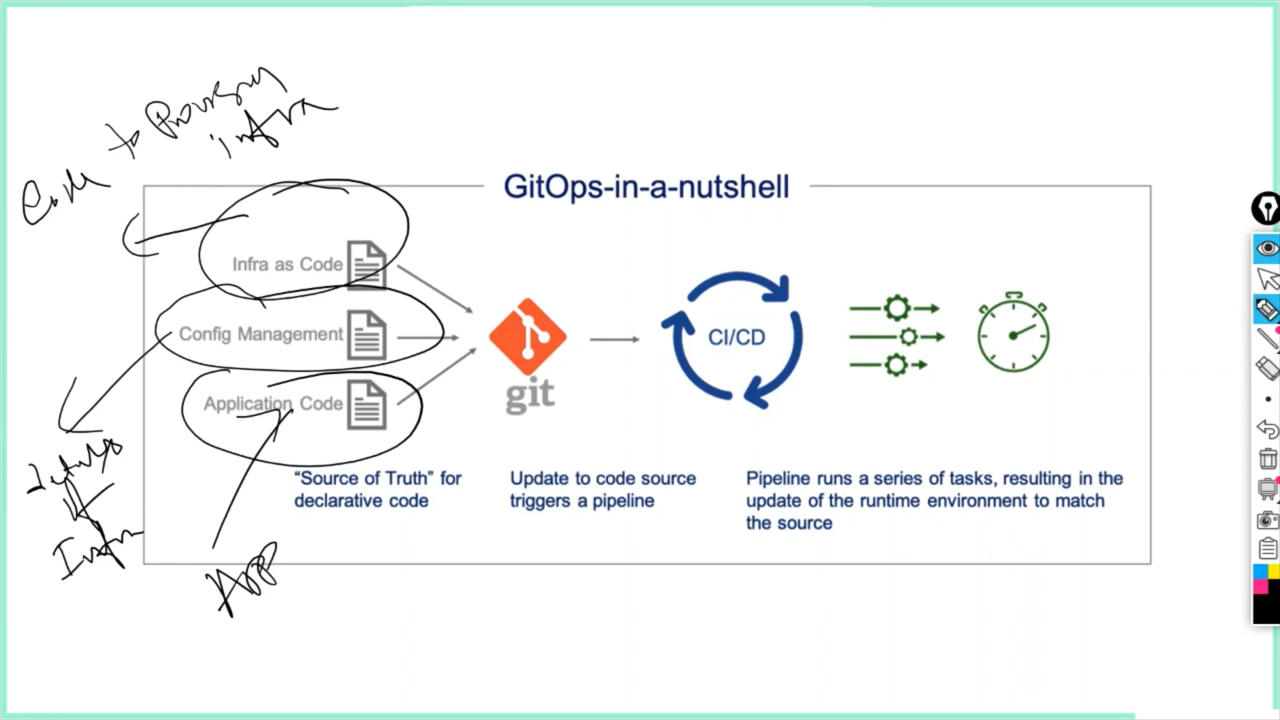 Code to Provisong
infra
GitOps-in-a-nutshell
Infra as Code
Config Management
Application Code
git
CI/CD
"Source of Truth" for
declarative code
Update to code source
triggers a pipeline
Pipeline runs a series of tasks, resulting in the
update of the runtime environment to match
the source
App